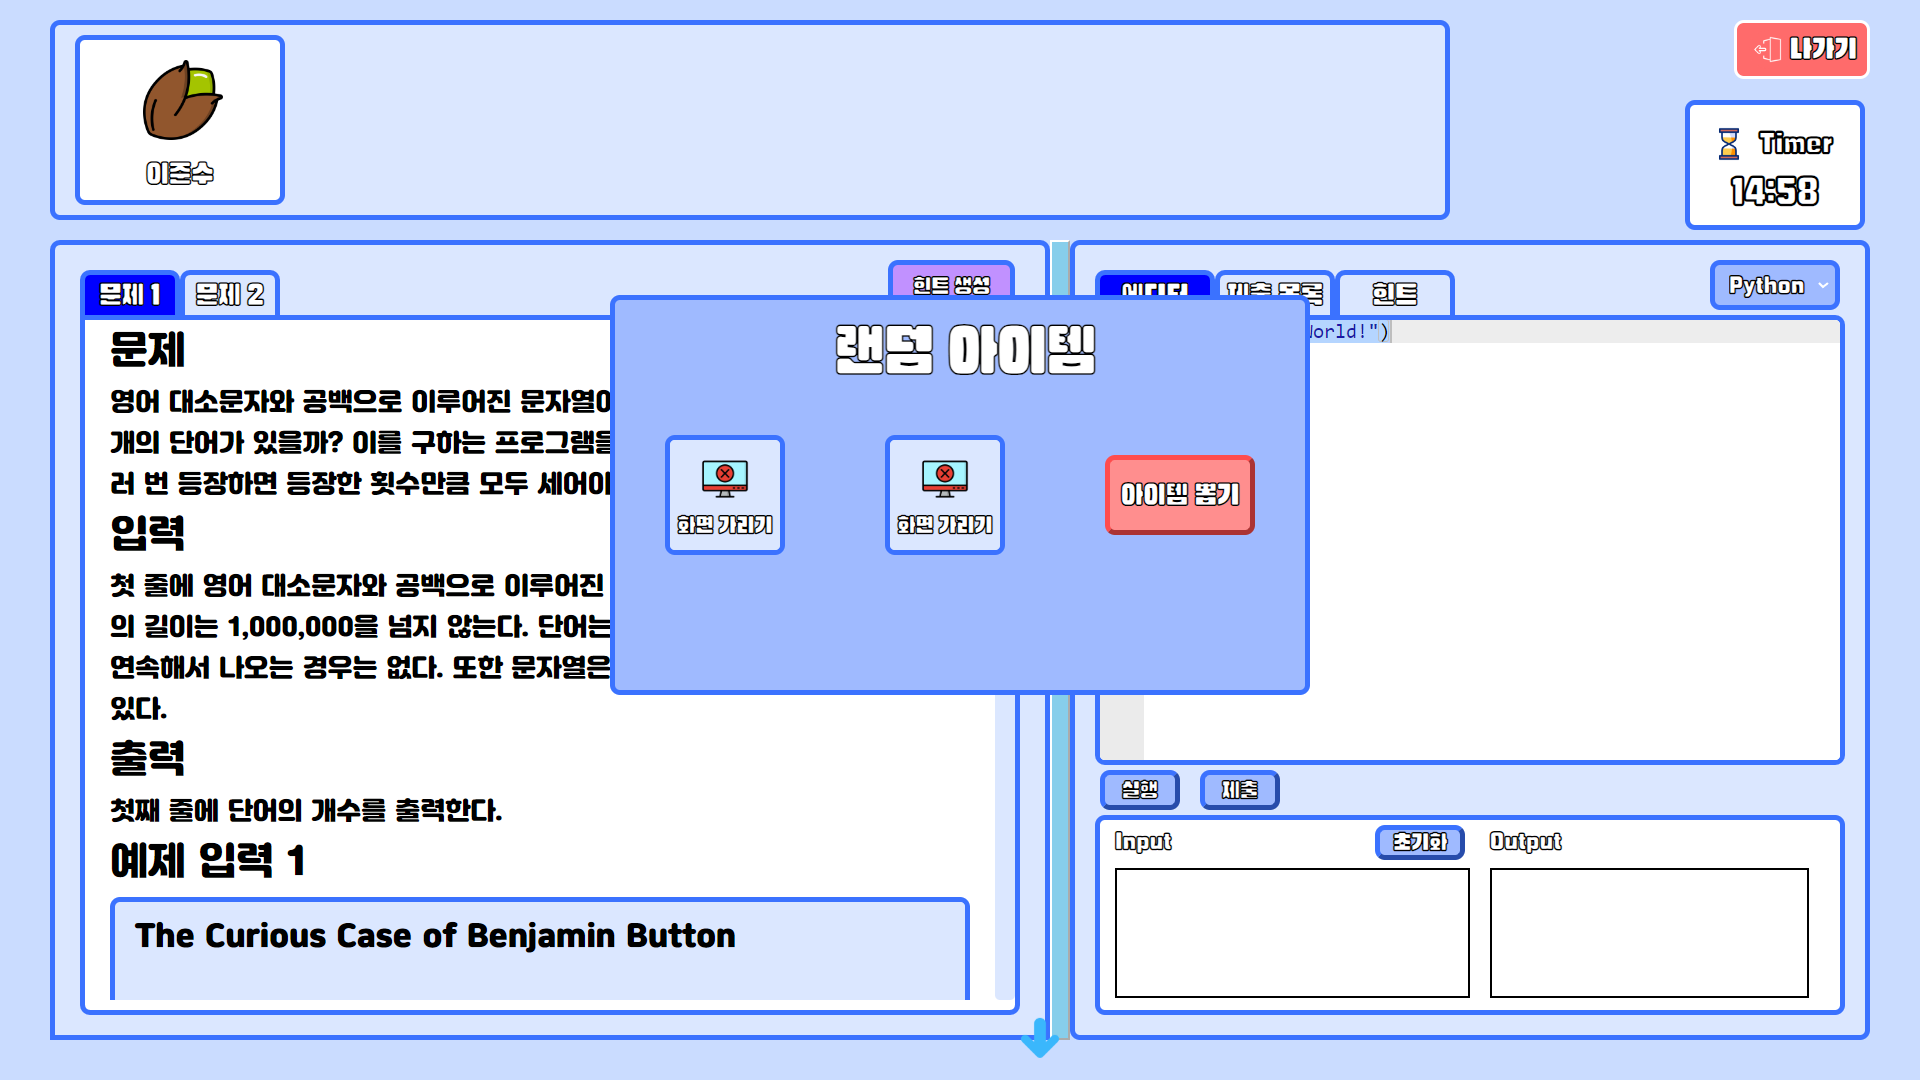 이존수
나가기
Timer
14:58
문제 1
문제 2
힌트 생성
문제
영어 대소문자와 공백으로 이루어진 문자열이
개의 단어가 있을까? 이를 구하는 프로그램을
러 번 등장하면 등장한 횟수만큼 모두 세어야
입력
첫 줄에 영어 대소문자와 공백으로 이루어진
의 길이는 1,000,000을 넘지 않는다. 단어는
연속해서 나오는 경우는 없다. 또한 문자열은
있다.
출력
첫째 줄에 단어의 개수를 출력한다.
예제 입력 1
The Curious Case of Benjamin Button
랜덤 아이템
화면 가리기
화면 가리기
아이템 뽑기
에디터
제출 목록
힌트
Python
World!")
실행
제출
Input
초기화
Output